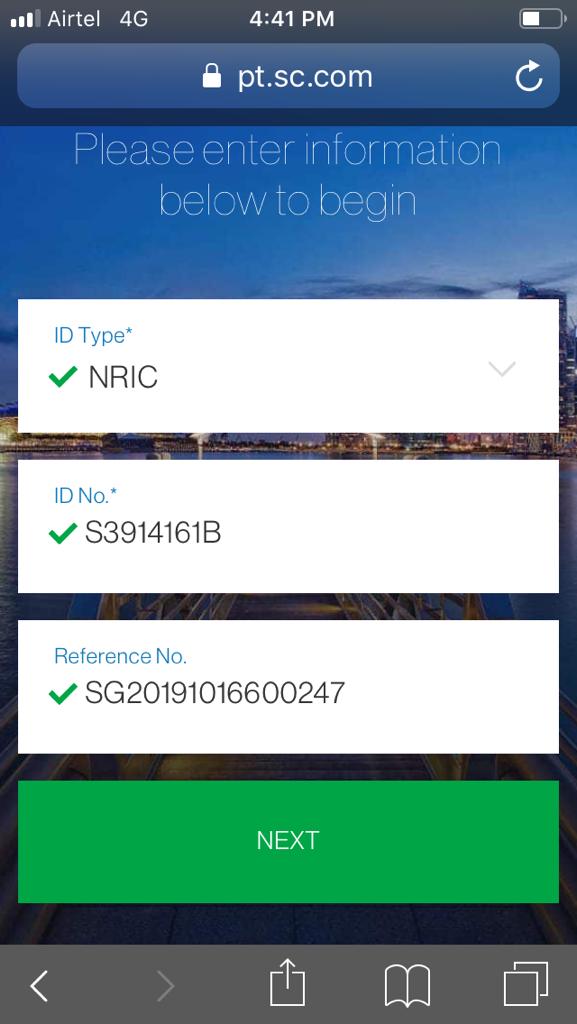 Airtel 4G 4:41 PM
pt.sc.com
Please enter information
below to begin
ID Type*
NRIC
ID No.*
S3914161B
Reference No.
SG20191016600247
NEXT